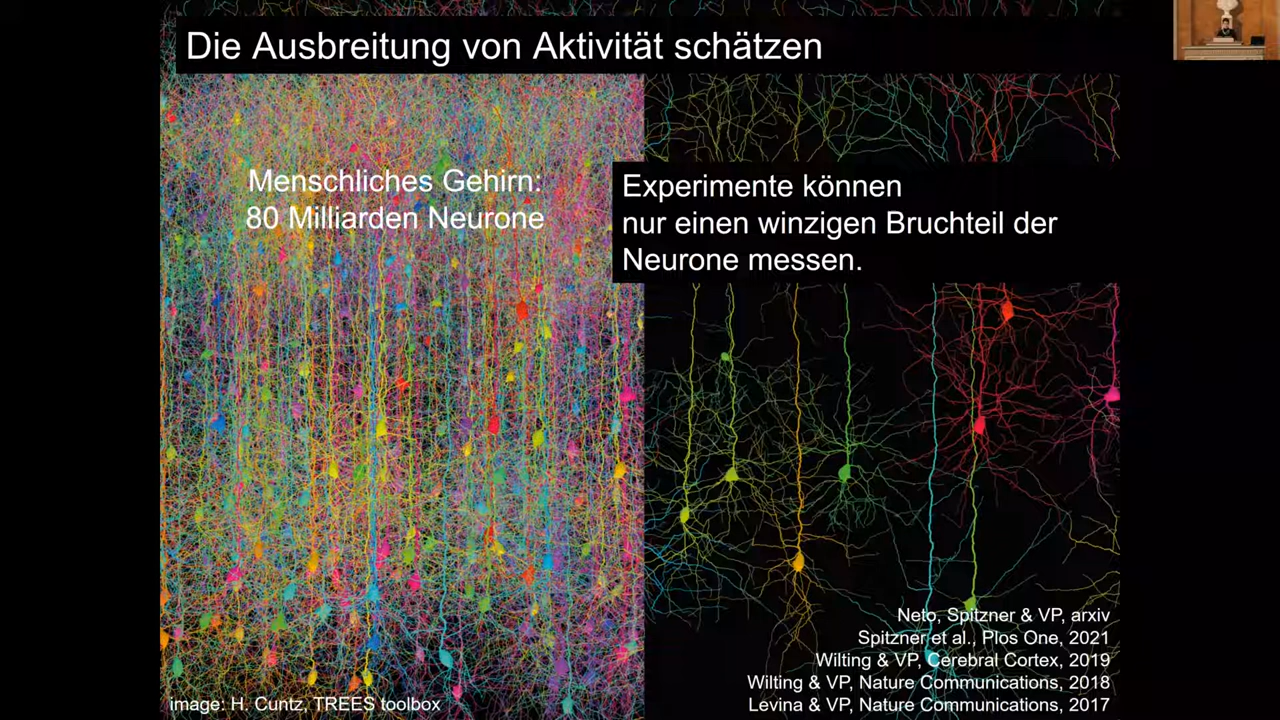 Die Ausbreitung von Aktivität schätzen
Menschliches Gehirn:
80 Milliarden Neurone
Experimente können
nur einen winzigen Bruchteil der
Neurone messen.
Neto, Spitzner & VP, arxiv
Spitzner et al., Plos One, 2021
Wilting & VP, Cerebral Cortex, 2019
Wilting & VP, Nature Communications, 2018
Levina & VP, Nature Communications, 2017
image: H. Cuntz, TREES toolbox